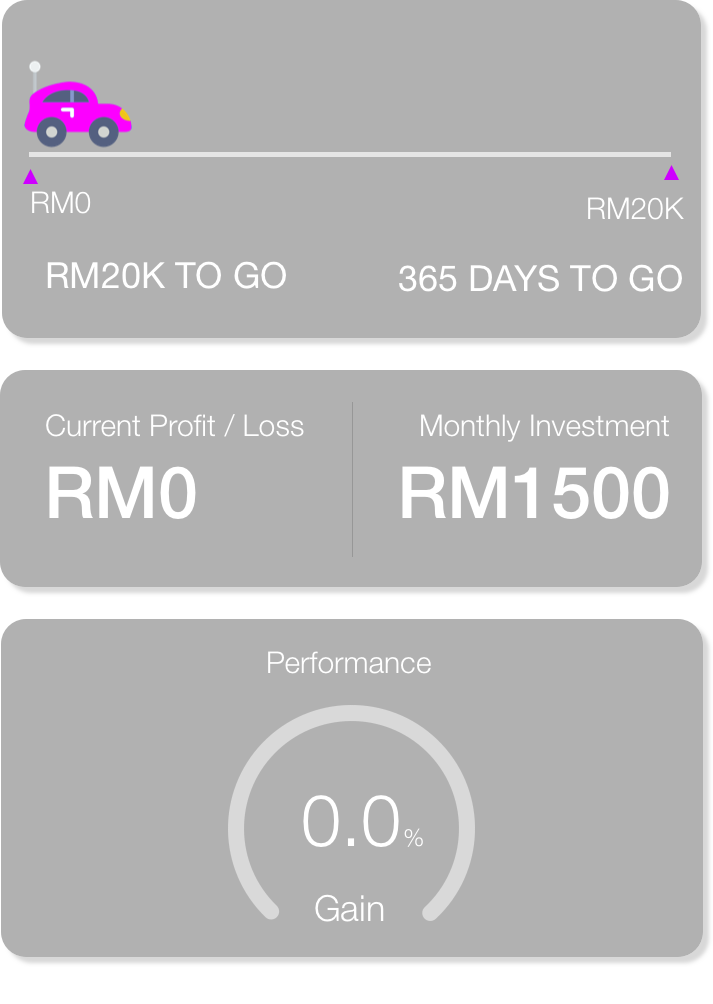 RM0
RM20K
RM20K TO GO
365 DAYS TO GO
Current Profit / Loss
Monthly Investment
RM0
RM1500
Performance
0.0%
Gain